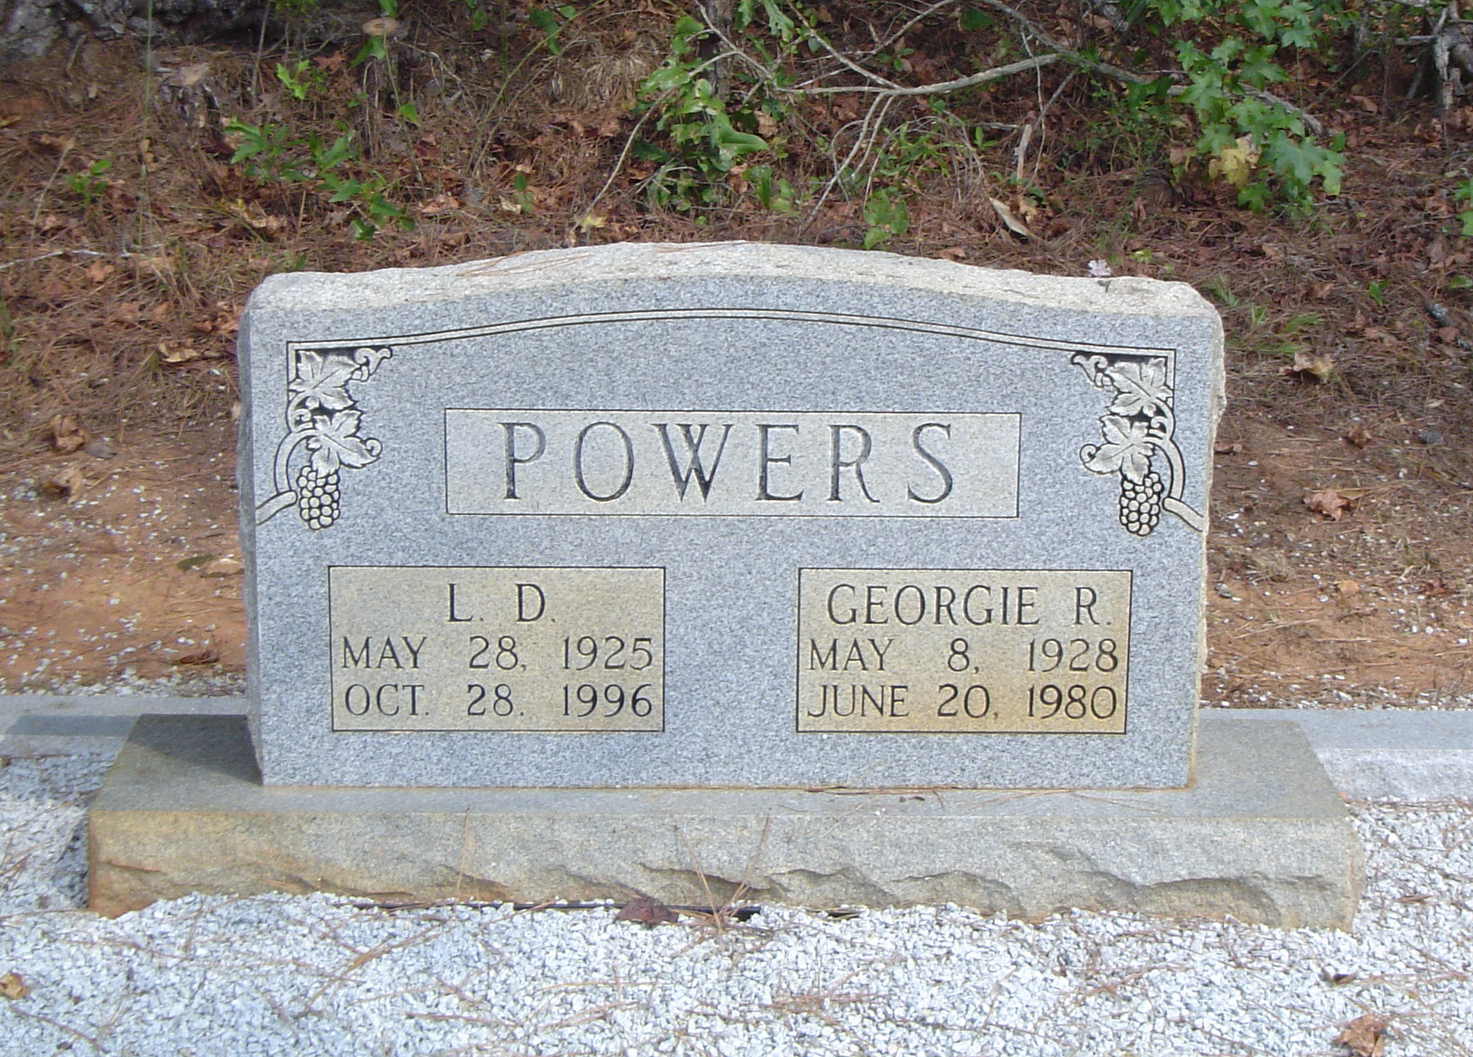 POWERS
L. D.
MAY 28, 1925
OCT. 28. 1996
GEORGIE R.
MAY 8, 1928
JUNE 20, 1980